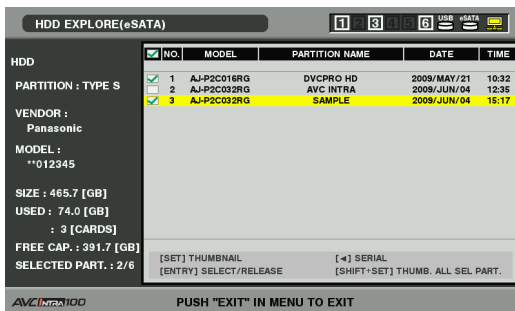 HDD EXPLORE(eSATA)
1 2 3 4 5 6 USB eSATA
HDD
PARTITION : TYPE S
VENDOR :
Panasonic
MODEL :
**012345
SIZE : 465.7 [GB]
USED : 74.0 [GB]
: 3 [CARDS]
FREE CAP. : 391.7 [GB]
SELECTED PART. : 2/6
NO. MODEL PARTITION NAME DATE TIME
1 AJ-P2C016RG DVCPRO HD 2009/MAY/21 10:32
2 AJ-P2C032RG AVC INTRA 2009/JUN/04 12:35
3 AJ-P2C032RG SAMPLE 2009/JUN/04 15:17
[SET] THUMBNAIL [◄] SERIAL
[ENTRY] SELECT/RELEASE [SHIFT+SET] THUMB. ALL SEL PART.
AVC INTRA 100 PUSH "EXIT" IN MENU TO EXIT